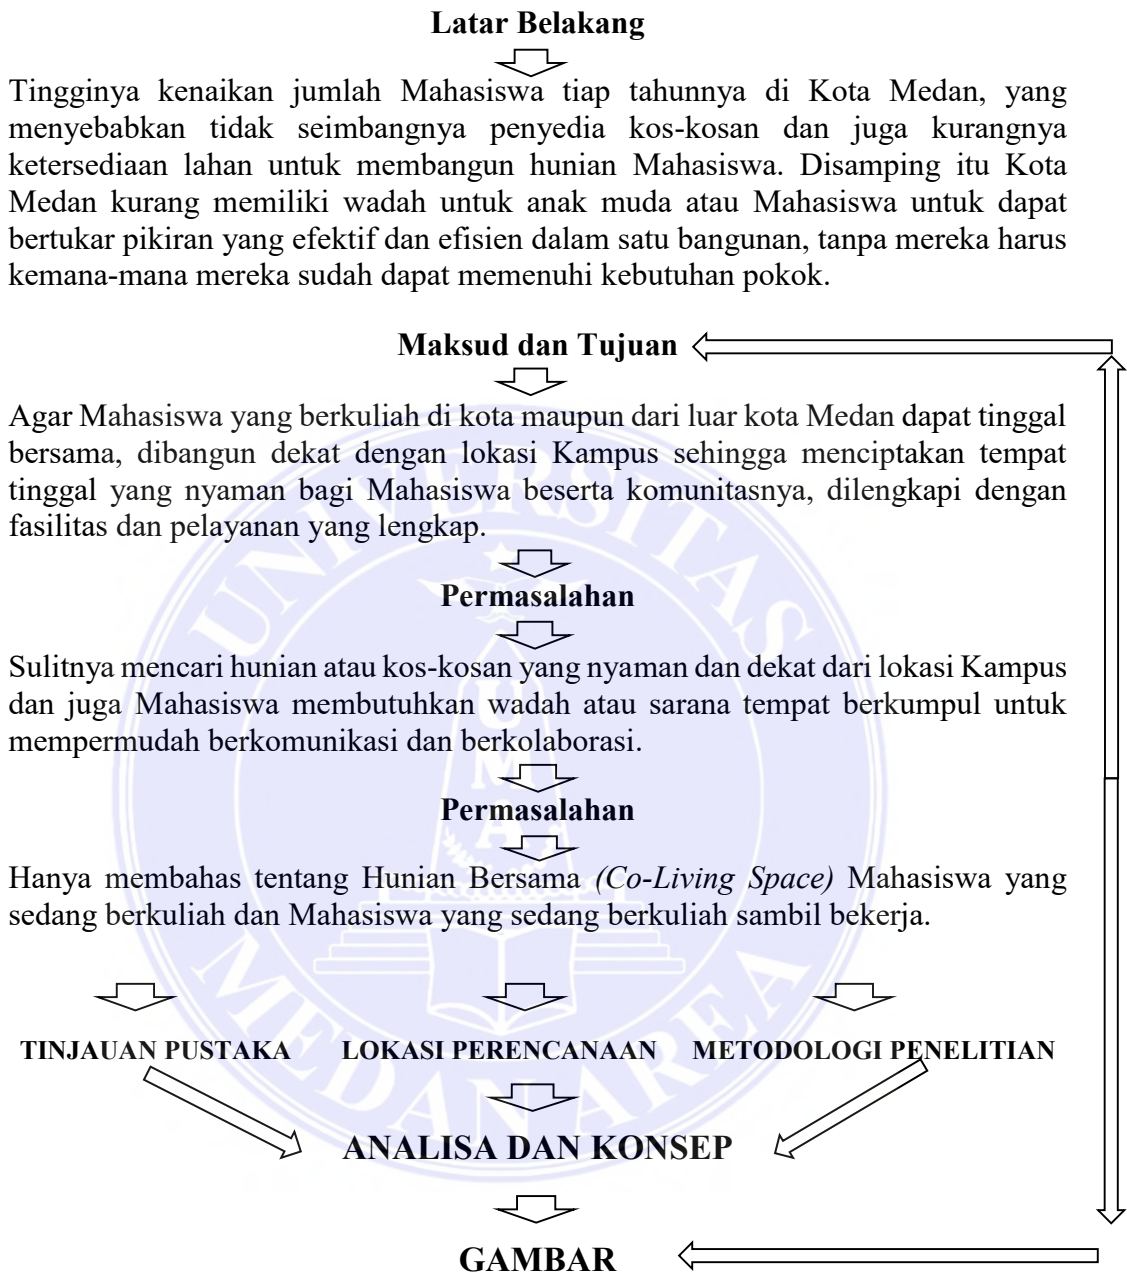 Latar Belakang
Tingginya kenaikan jumlah Mahasiswa tiap tahunnya di Kota Medan, yang
menyebabkan tidak seimbangnya penyedia kos-kosan dan juga kurangnya
ketersediaan lahan untuk membangun hunian Mahasiswa. Disamping itu Kota
Medan kurang memiliki wadah untuk anak muda atau Mahasiswa untuk dapat
bertukar pikiran yang efektif dan efisien dalam satu bangunan, tanpa mereka harus
kemana-mana mereka sudah dapat memenuhi kebutuhan pokok.
Maksud dan Tujuan
Agar Mahasiswa yang berkuliah di kota maupun dari luar kota Medan dapat tinggal
bersama, dibangun dekat dengan lokasi Kampus sehingga menciptakan tempat
tinggal yang nyaman bagi Mahasiswa beserta komunitasnya, dilengkapi dengan
fasilitas dan pelayanan yang lengkap.
Permasalahan
Sulitnya mencari hunian atau kos-kosan yang nyaman dan dekat dari lokasi Kampus
dan juga Mahasiswa membutuhkan wadah atau sarana tempat berkumpul untuk
mempermudah berkomunikasi dan berkolaborasi.
Permasalahan
Hanya membahas tentang Hunian Bersama (Co-Living Space) Mahasiswa yang
sedang berkuliah dan Mahasiswa yang sedang berkuliah sambil bekerja.
TINJAUAN PUSTAKA LOKASI PERENCANAAN METODOLOGI PENELITIAN
ANALISA DAN KONSEP
GAMBAR
UNIVERSITAS
UMA
MEDAN AREA